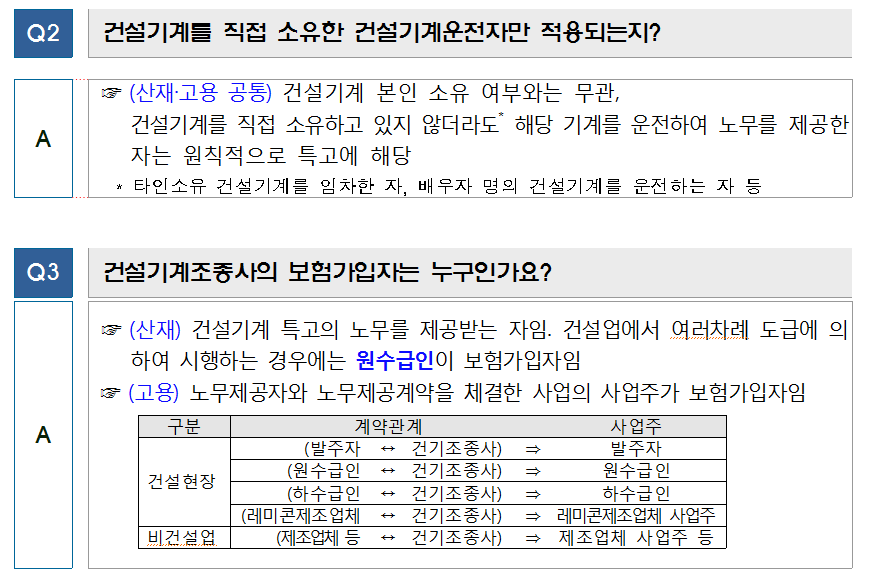 Q2 건설기계를 직접 소유한 건설기계운전자만 적용되는지?
A
☞ (산재·고용 공통) 건설기계 본인 소유 여부와는 무관,
건설기계를 직접 소유하고 있지 않더라도* 해당 기계를 운전하여 노무를 제공한
자는 원칙적으로 특고에 해당
* 타인소유 건설기계를 임차한 자, 배우자 명의 건설기계를 운전하는 자 등
Q3 건설기계조종사의 보험가입자는 누구인가요?
A
☞ (산재) 건설기계 특고의 노무를 제공받는 자임. 건설업에서 여러차례 도급에 의
하여 시행하는 경우에는 원수급인이 보험가입자임
☞ (고용) 노무제공자와 노무제공계약을 체결한 사업의 사업주가 보험가입자임
구분 계약관계 사업주
건설현장
(발주자 ↔ 건기조종사) ⇒ 발주자
(원수급인 ↔ 건기조종사) ⇒ 원수급인
(하수급인 ↔ 건기조종사) ⇒ 하수급인
(레미콘제조업체 ↔ 건기조종사) ⇒ 레미콘제조업체 사업주
비건설업 (제조업체 등 ↔ 건기조종사) ⇒ 제조업체 사업주 등